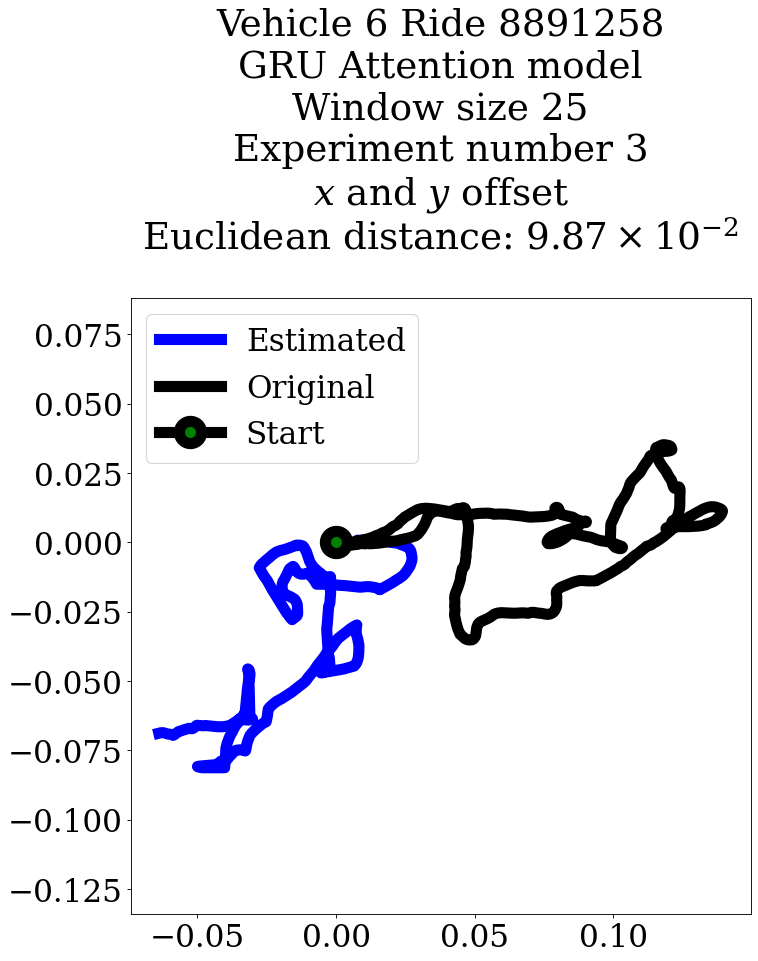 Vehicle 6 Ride 8891258
GRU Attention model
Window size 25
Experiment number 3
x and y offset
Euclidean distance: 9.87 × 10⁻²
Estimated
Original
Start
0.075
0.050
0.025
0.000
−0.025
−0.050
−0.075
−0.100
−0.125
−0.05 0.00 0.05 0.10